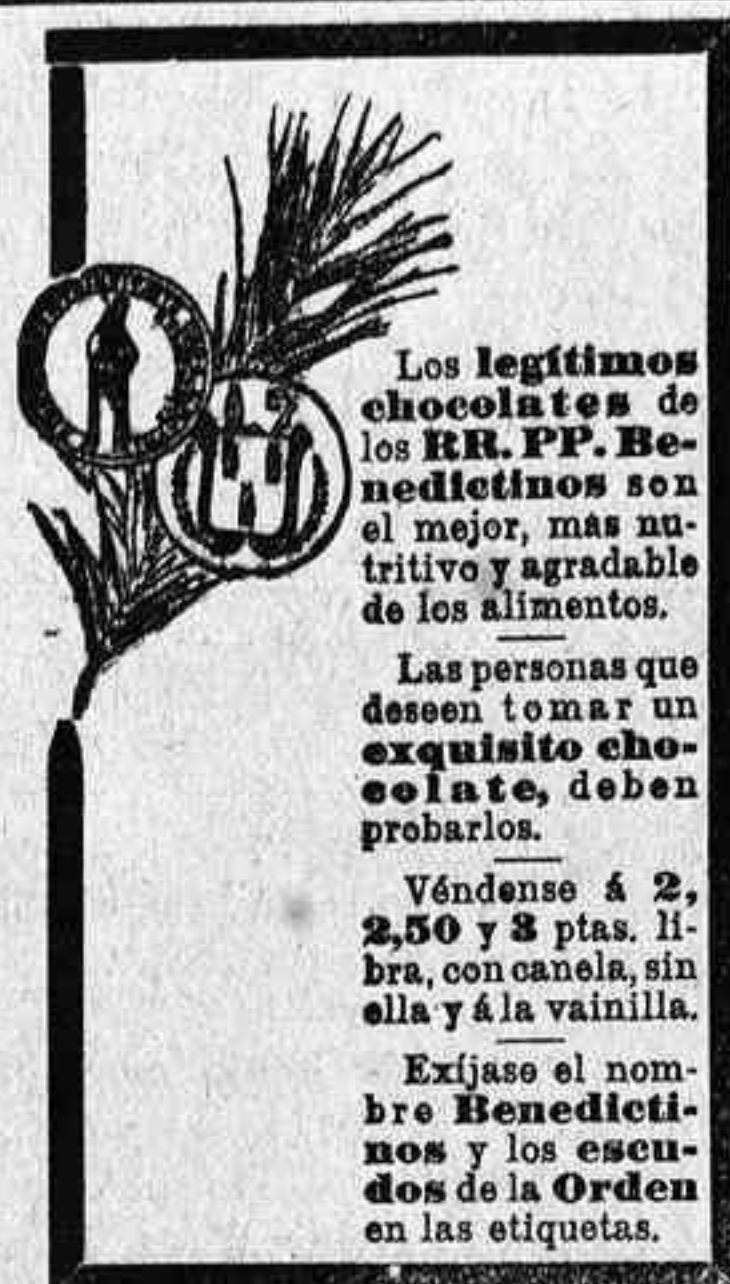 Los legítimos
chocolates de
los RR. PP. Be-
nedictinos son
el mejor, mas nu-
tritivo y agradable
de los alimentos.
Las personas que
deseen tomar un
exquisito cho-
colate, deben
probarlos.
Véndense á 2,
2,50 y 3 ptas. li-
bra, con canela, sin
ella y á la vainilla.
Exíjase el nom-
bre Benedicti-
nos y los escu-
dos de la Orden
en las etiquetas.